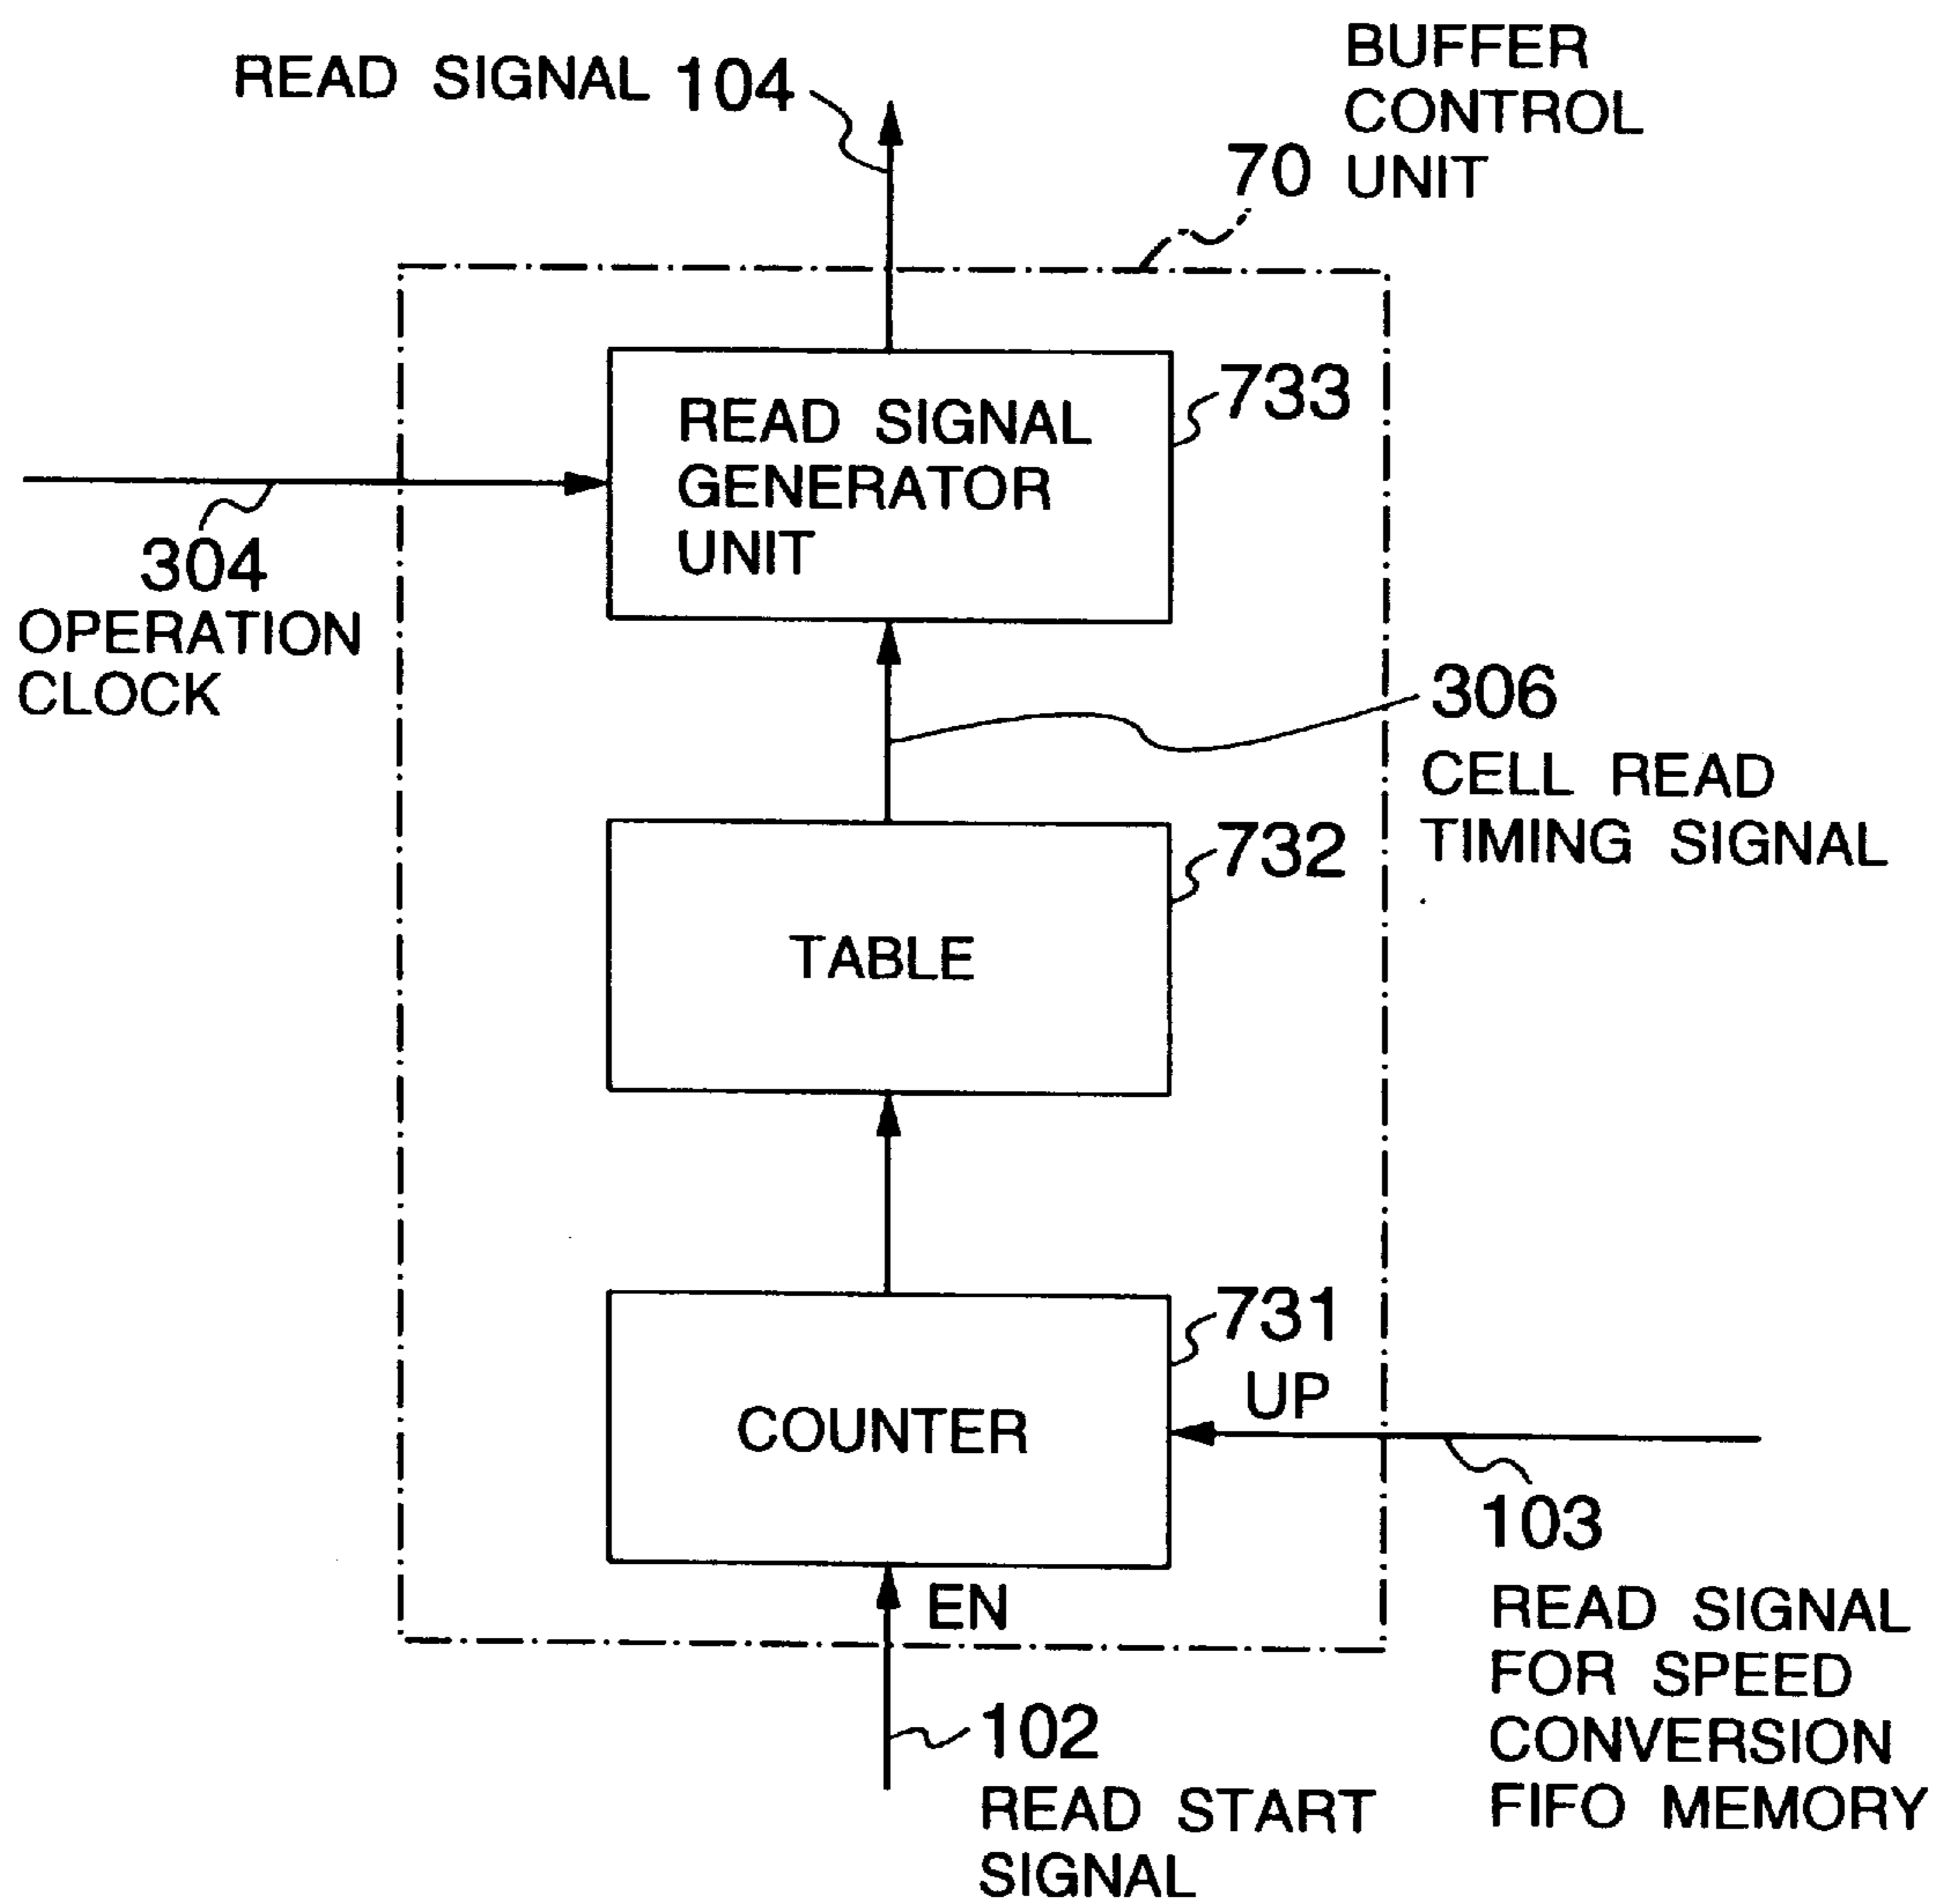 READ SIGNAL 104
BUFFER
CONTROL
70 UNIT
READ SIGNAL
GENERATOR
UNIT
733
304
OPERATION
CLOCK
306
CELL READ
TIMING SIGNAL
732
TABLE
731
UP
COUNTER
103
READ SIGNAL
FOR SPEED
CONVERSION
FIFO MEMORY
EN
102
READ START
SIGNAL